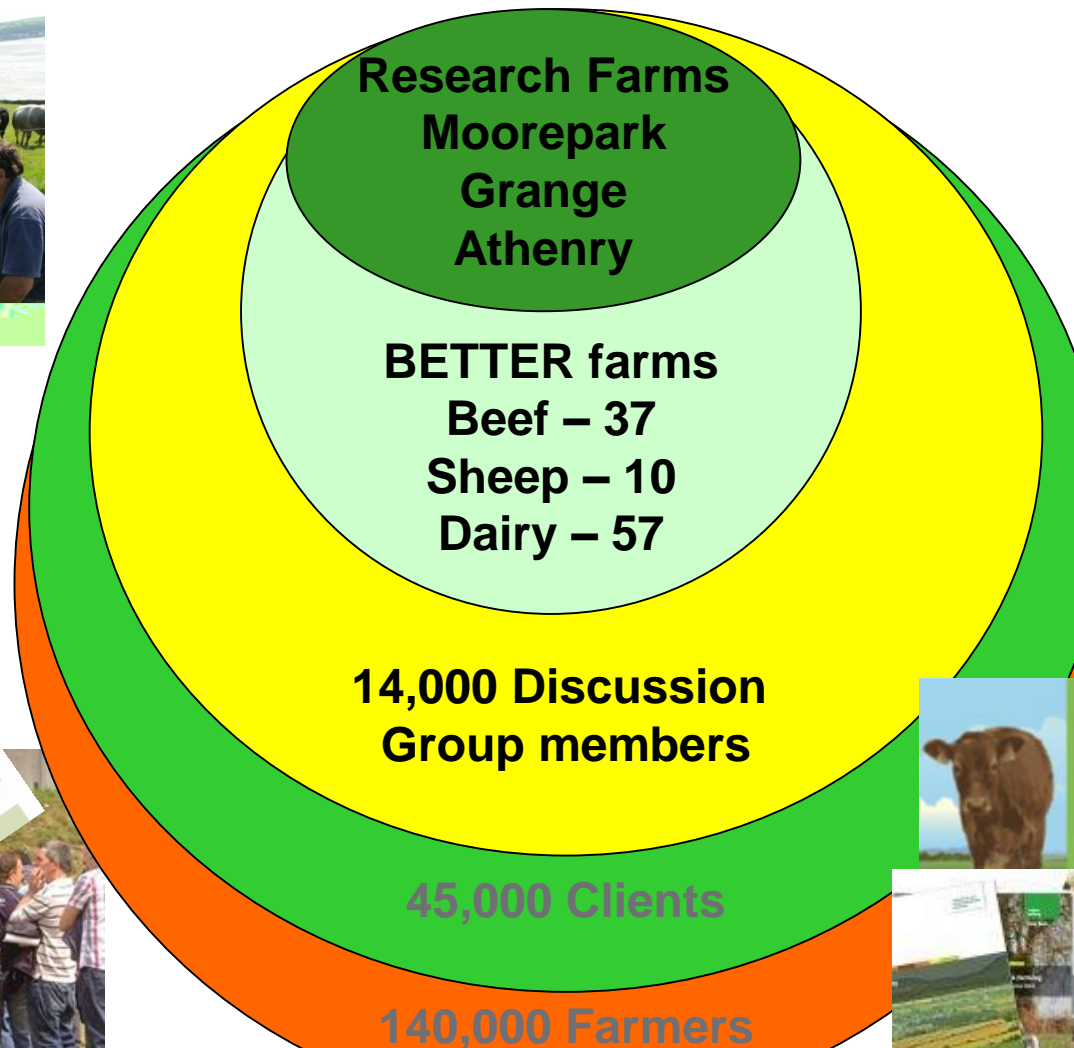 Research Farms
Moorepark
Grange
Athenry
BETTER farms
Beef – 37
Sheep – 10
Dairy – 57
14,000 Discussion
Group members
45,000 Clients
140,000 Farmers